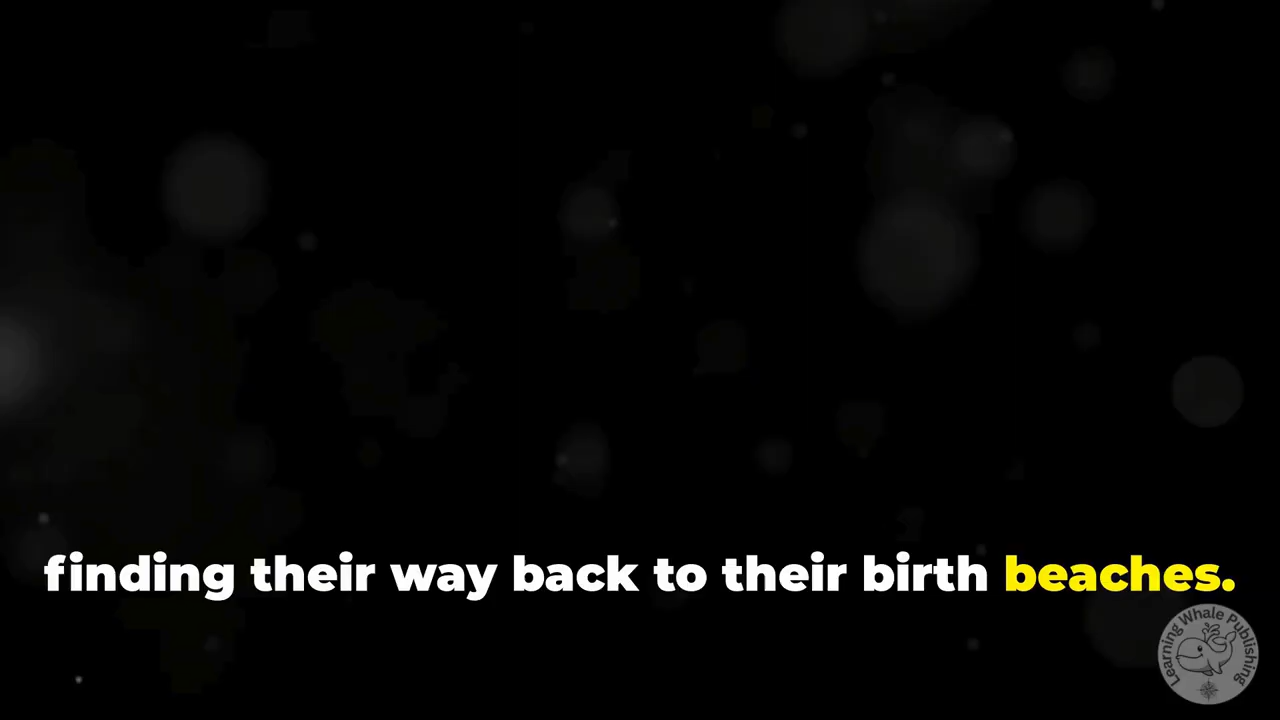 finding their way back to their birth beaches.
Learning Whale Publishing